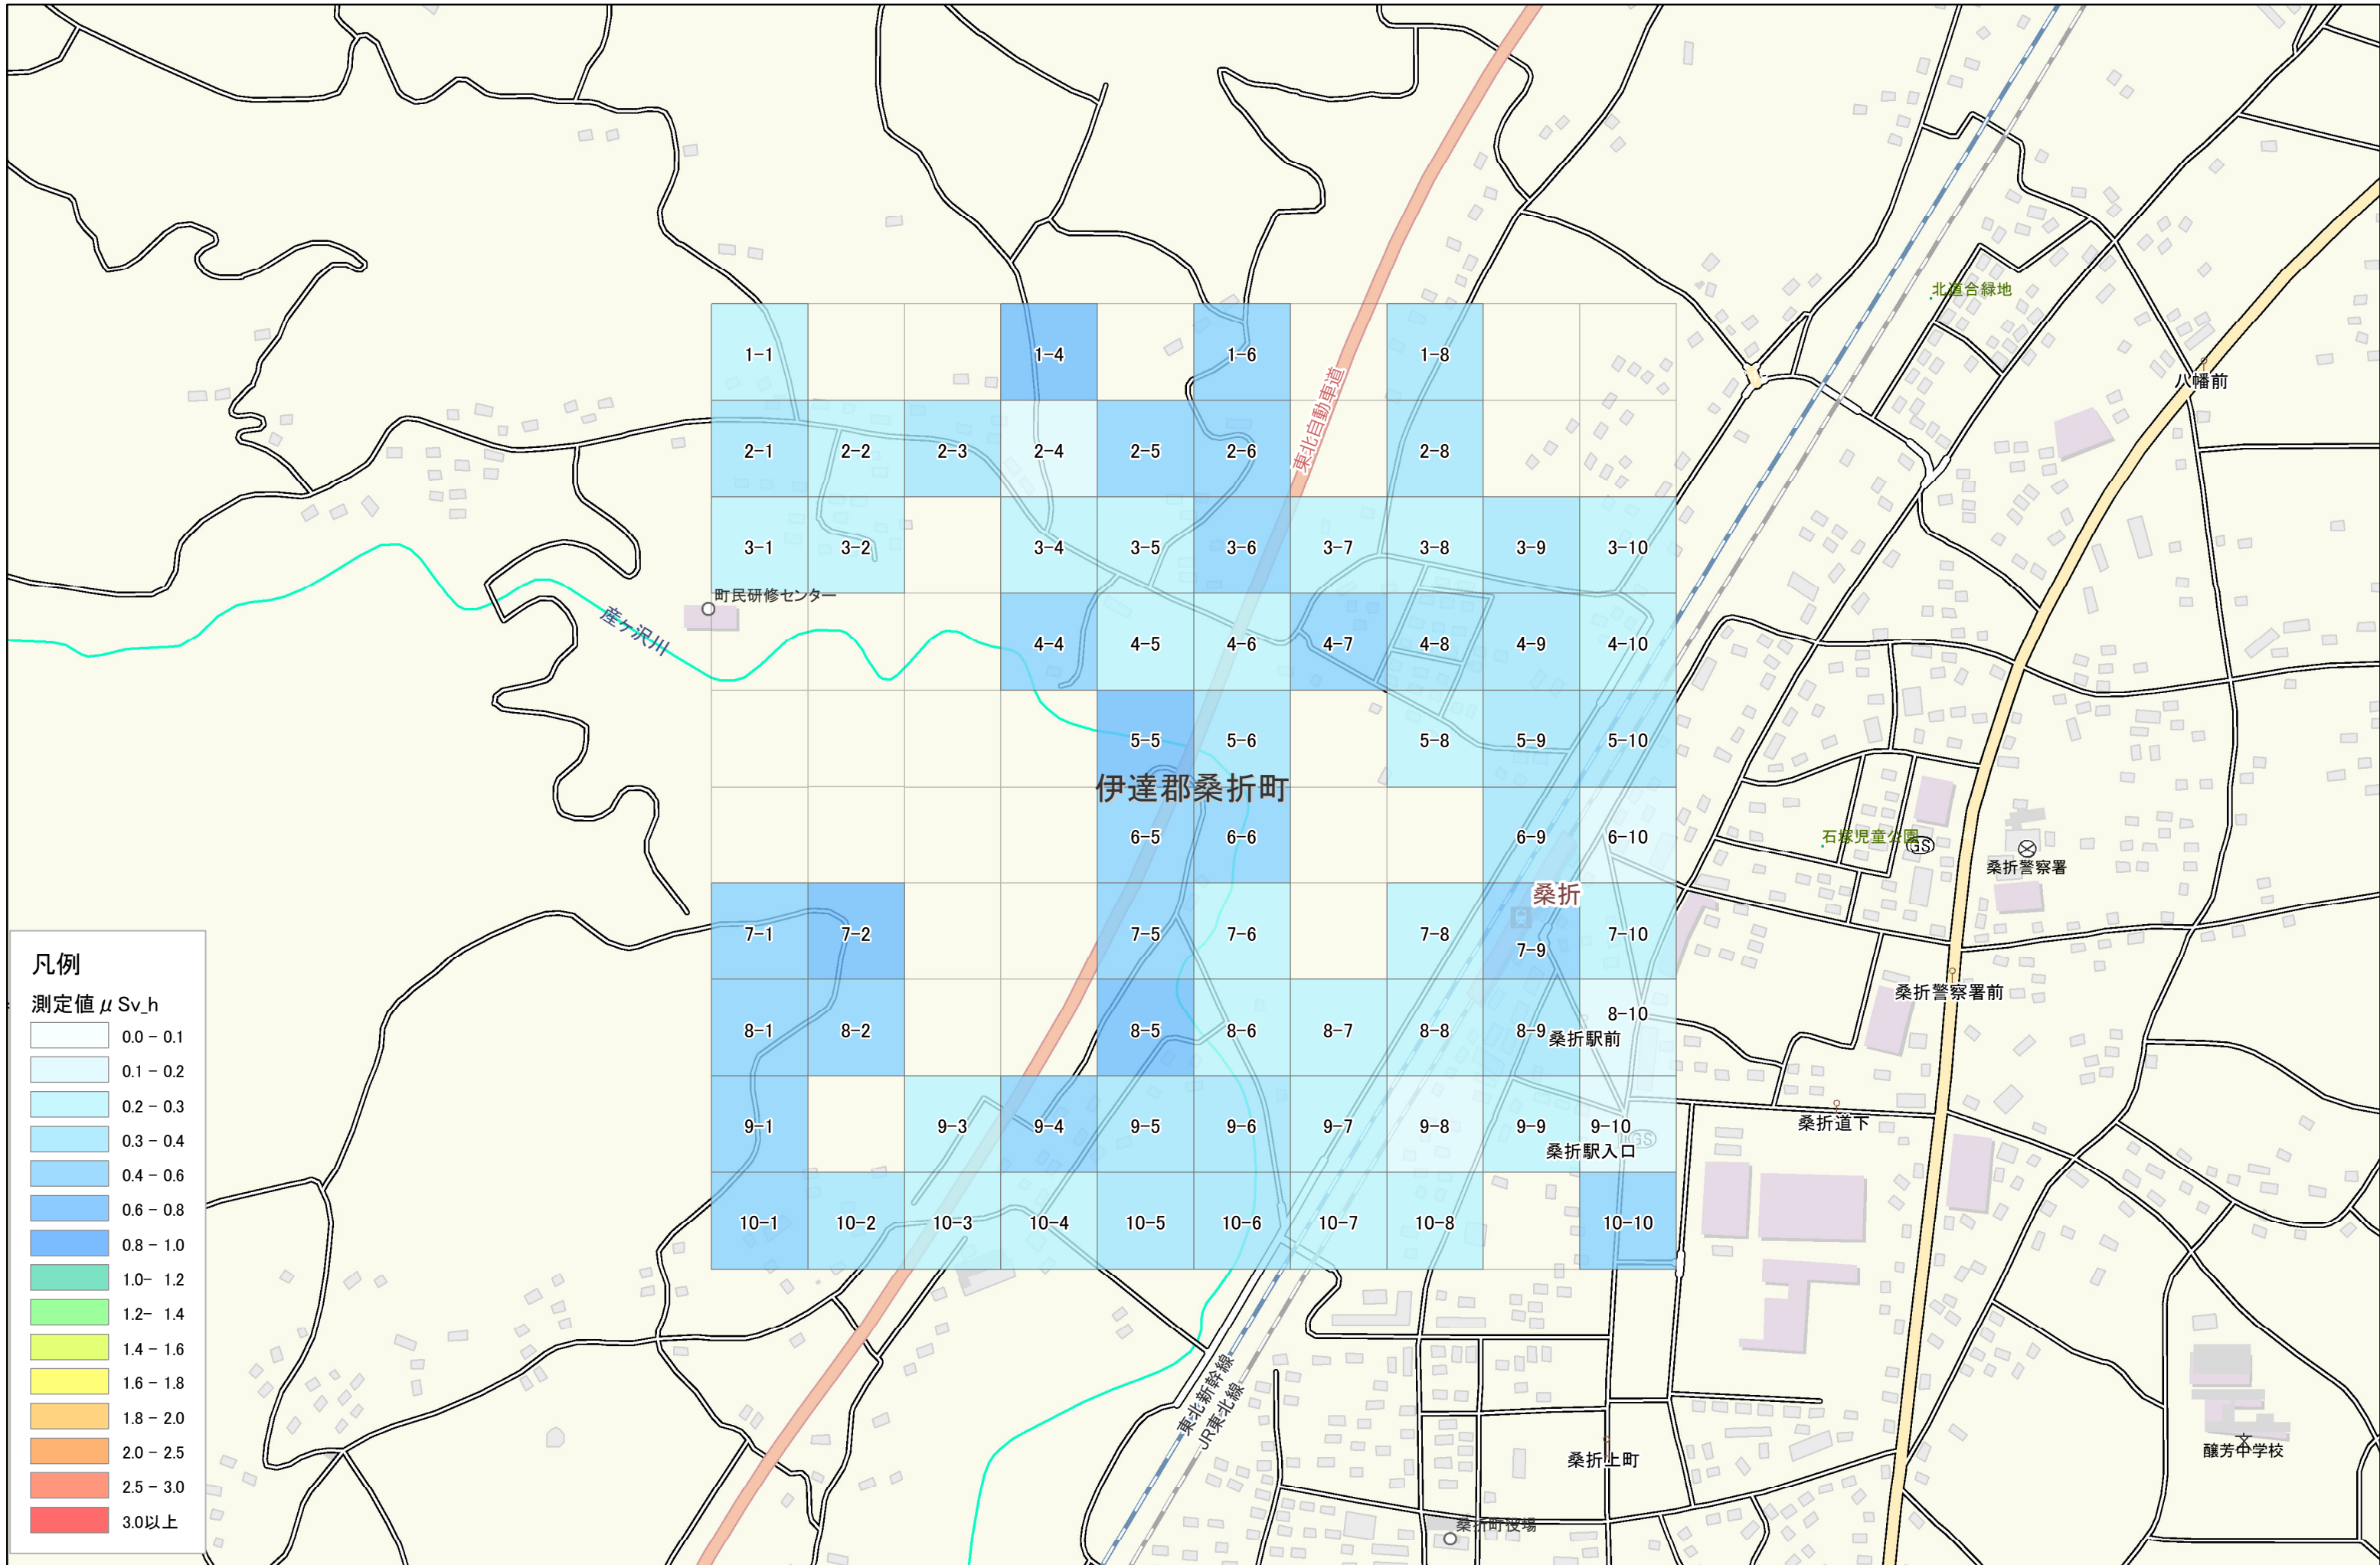 北道合緑地
八幡前
東北自動車道
1-1
1-4
1-6
1-8
2-1
2-2
2-3
2-4
2-5
2-6
2-8
3-1
3-2
3-4
3-5
3-6
3-7
3-8
3-9
3-10
町民研修センター
産ヶ沢川
4-4
4-5
4-6
4-7
4-8
4-9
4-10
5-5
5-6
5-8
5-9
5-10
伊達郡桑折町
6-5
6-6
6-9
6-10
石塚児童公園
GS
桑折警察署
桑折
7-1
7-2
7-5
7-6
7-8
7-9
7-10
桑折警察署前
8-1
8-2
8-5
8-6
8-7
8-8
8-9
8-10
桑折駅前
9-1
9-3
9-4
9-5
9-6
9-7
9-8
9-9
9-10
GS
桑折駅入口
桑折道下
10-1
10-2
10-3
10-4
10-5
10-6
10-7
10-8
10-10
東北新幹線
JR東北線
桑折上町
醸芳中学校
桑折町役場
凡例
測定値 μ Sv_h
0.0 - 0.1
0.1 - 0.2
0.2 - 0.3
0.3 - 0.4
0.4 - 0.6
0.6 - 0.8
0.8 - 1.0
1.0- 1.2
1.2- 1.4
1.4 - 1.6
1.6 - 1.8
1.8 - 2.0
2.0 - 2.5
2.5 - 3.0
3.0以上